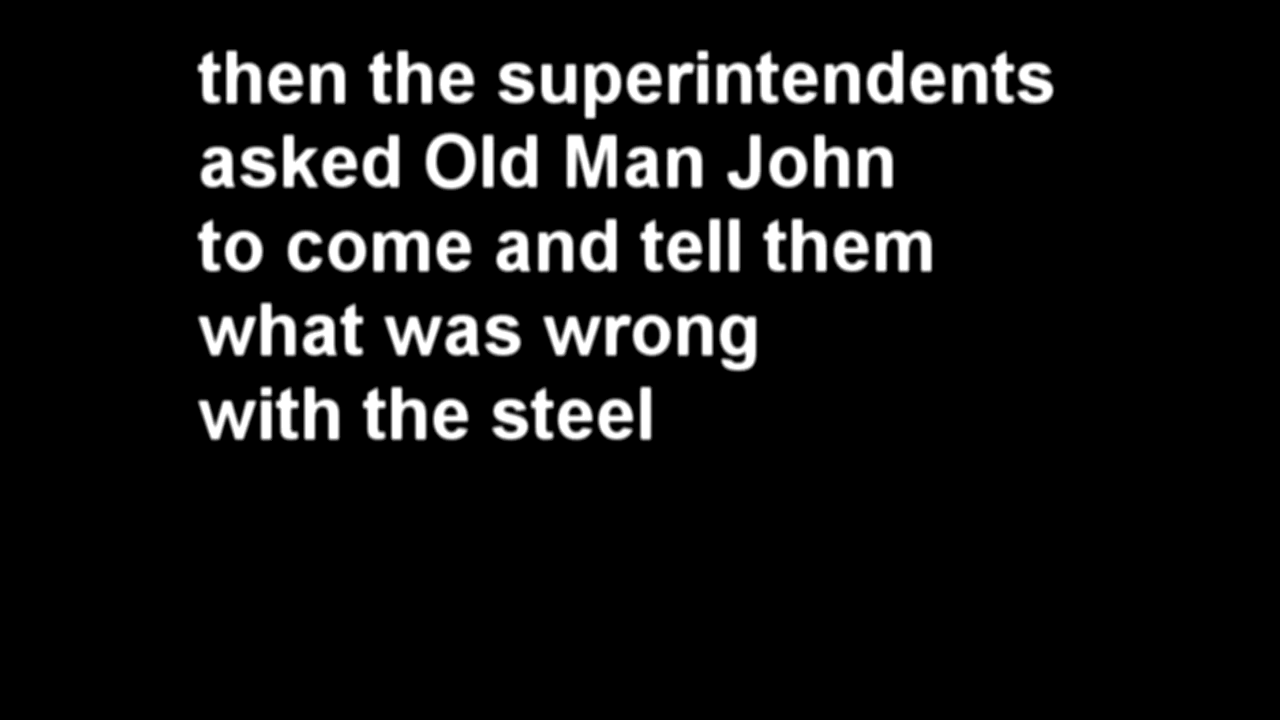 then the superintendents
asked Old Man John
to come and tell them
what was wrong
with the steel